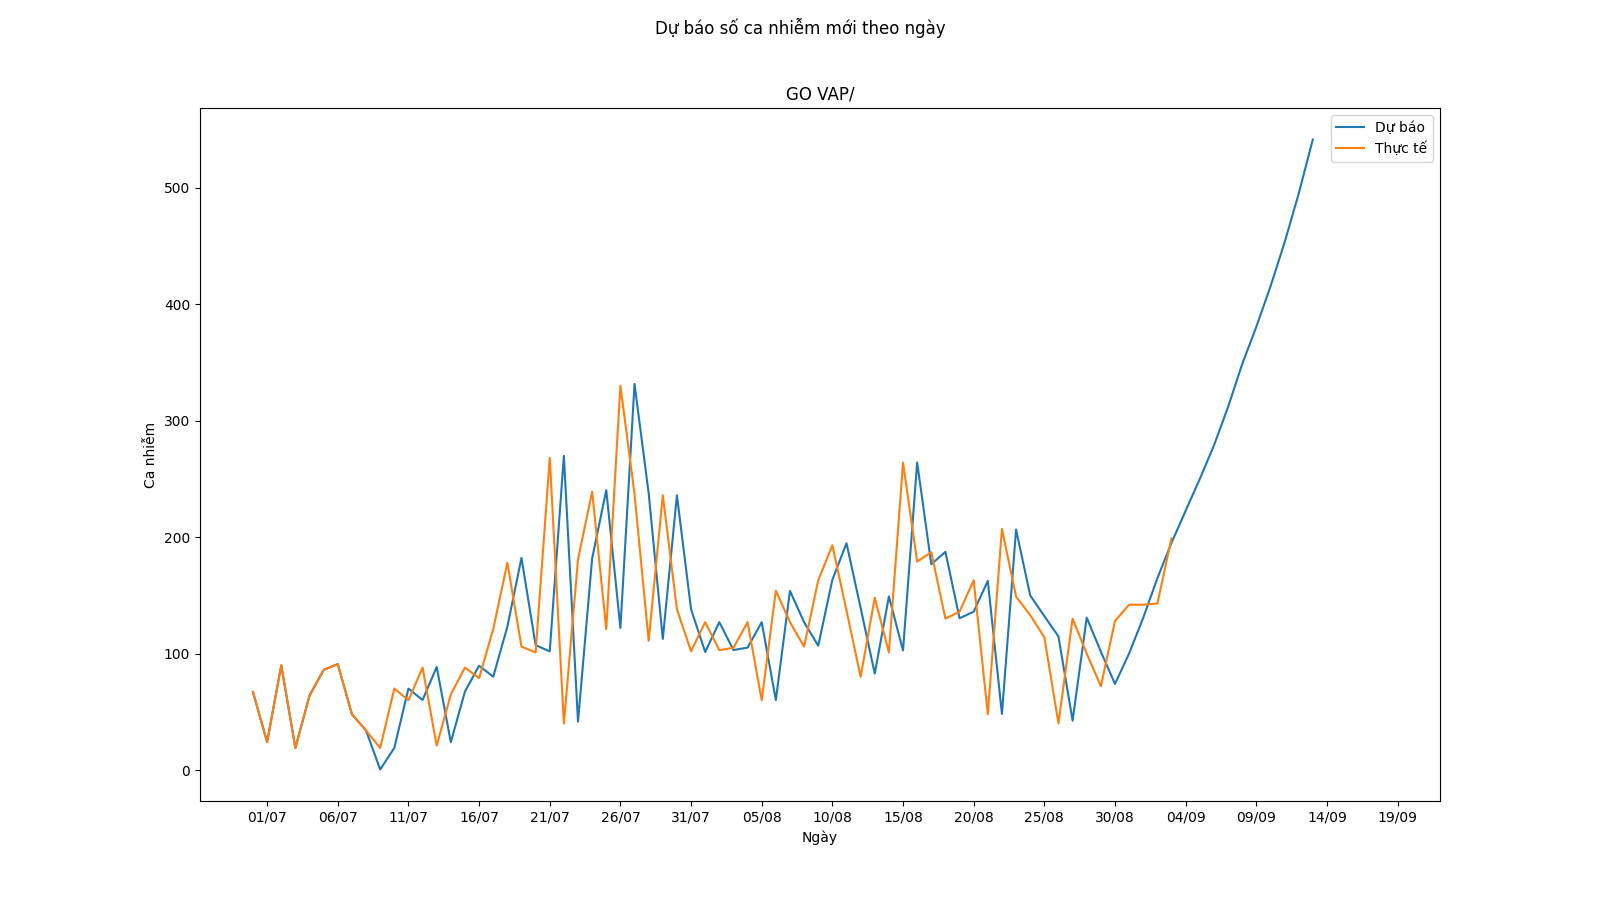 Dự báo số ca nhiễm mới theo ngày
GO VAP/
Dự báo
Thực tế
500
400
300
200
100
0
Ca nhiễm
01/07 06/07 11/07 16/07 21/07 26/07 31/07 05/08 10/08 15/08 20/08 25/08 30/08 04/09 09/09 14/09 19/09
Ngày